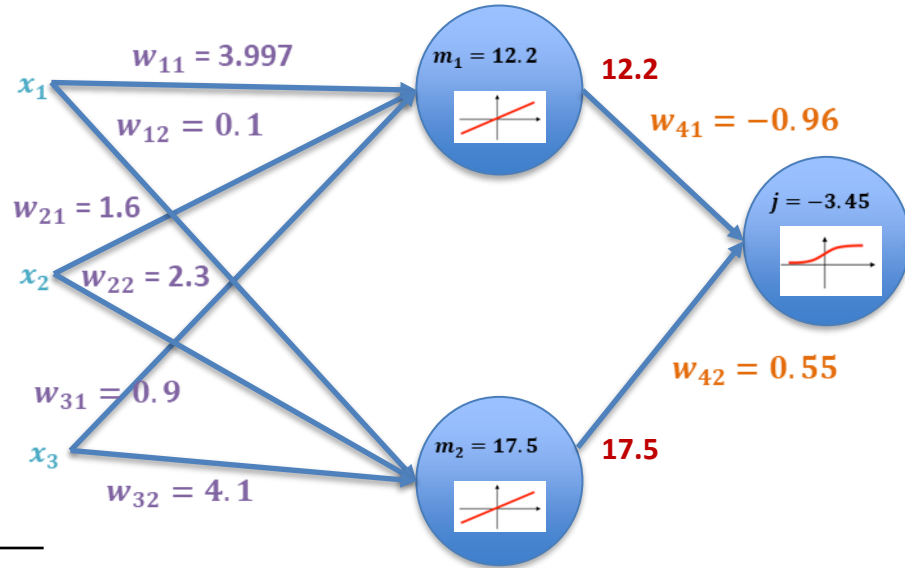 w₁₁ = 3.997
m₁ = 12.2
12.2
x₁
w₁₂ = 0.1
w₄₁ = −0.96
w₂₁ = 1.6
j = −3.45
x₂
w₂₂ = 2.3
w₃₁ = 0.9
w₄₂ = 0.55
x₃
m₂ = 17.5
17.5
w₃₂ = 4.1